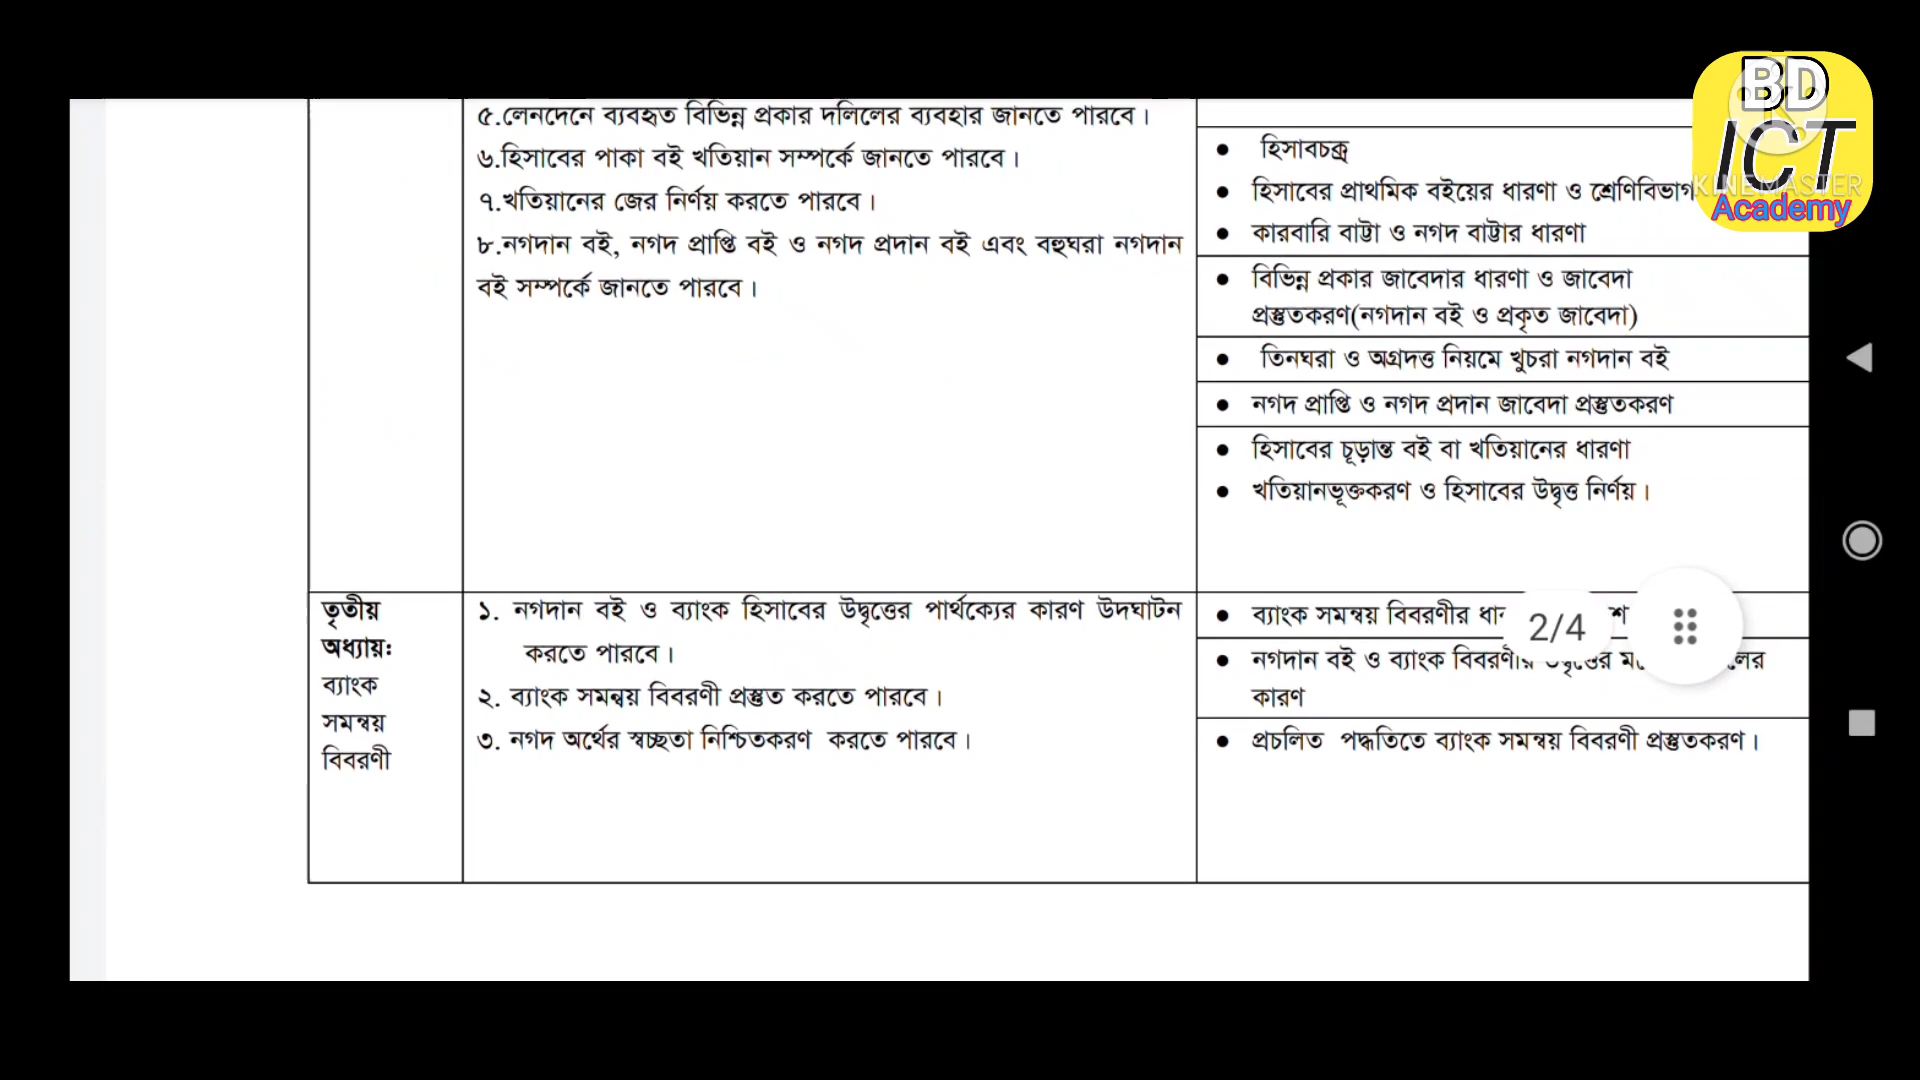 ৫.লেনদেনে ব্যবহৃত বিভিন্ন প্রকার দলিলের ব্যবহার জানতে পারবে।
৬.হিসাবের পাকা বই খতিয়ান সম্পর্কে জানতে পারবে।
৭.খতিয়ানের জের নির্ণয় করতে পারবে।
৮.নগদান বই, নগদ প্রাপ্তি বই ও নগদ প্রদান বই এবং বহুঘরা নগদান
বই সম্পর্কে জানতে পারবে।
● হিসাবচক্র
● হিসাবের প্রাথমিক বইয়ের ধারণা ও শ্রেণিবিভাগ
● কারবারি বাট্টা ও নগদ বাট্টার ধারণা
● বিভিন্ন প্রকার জাবেদার ধারণা ও জাবেদা
প্রস্তুতকরণ(নগদান বই ও প্রকৃত জাবেদা)
● তিনঘরা ও অগ্রদত্ত নিয়মে খুচরা নগদান বই
● নগদ প্রাপ্তি ও নগদ প্রদান জাবেদা প্রস্তুতকরণ
● হিসাবের চূড়ান্ত বই বা খতিয়ানের ধারণা
● খতিয়ানভূক্তকরণ ও হিসাবের উদ্বৃত্ত নির্ণয়।
তৃতীয়
অধ্যায়ঃ
ব্যাংক
সমন্বয়
বিবরণী
১. নগদান বই ও ব্যাংক হিসাবের উদ্বৃত্তের পার্থক্যের কারণ উদঘাটন
করতে পারবে।
২. ব্যাংক সমন্বয় বিবরণী প্রস্তুত করতে পারবে।
৩. নগদ অর্থের স্বচ্ছতা নিশ্চিতকরণ করতে পারবে।
● ব্যাংক সমন্বয় বিবরণীর
● নগদান বই ও ব্যাংক বিবরণীর উদ্বৃত্তের
কারণ
● প্রচলিত পদ্ধতিতে ব্যাংক সমন্বয় বিবরণী প্রস্তুতকরণ।
2/4
BD
ICT
KINEMASTER
Academy